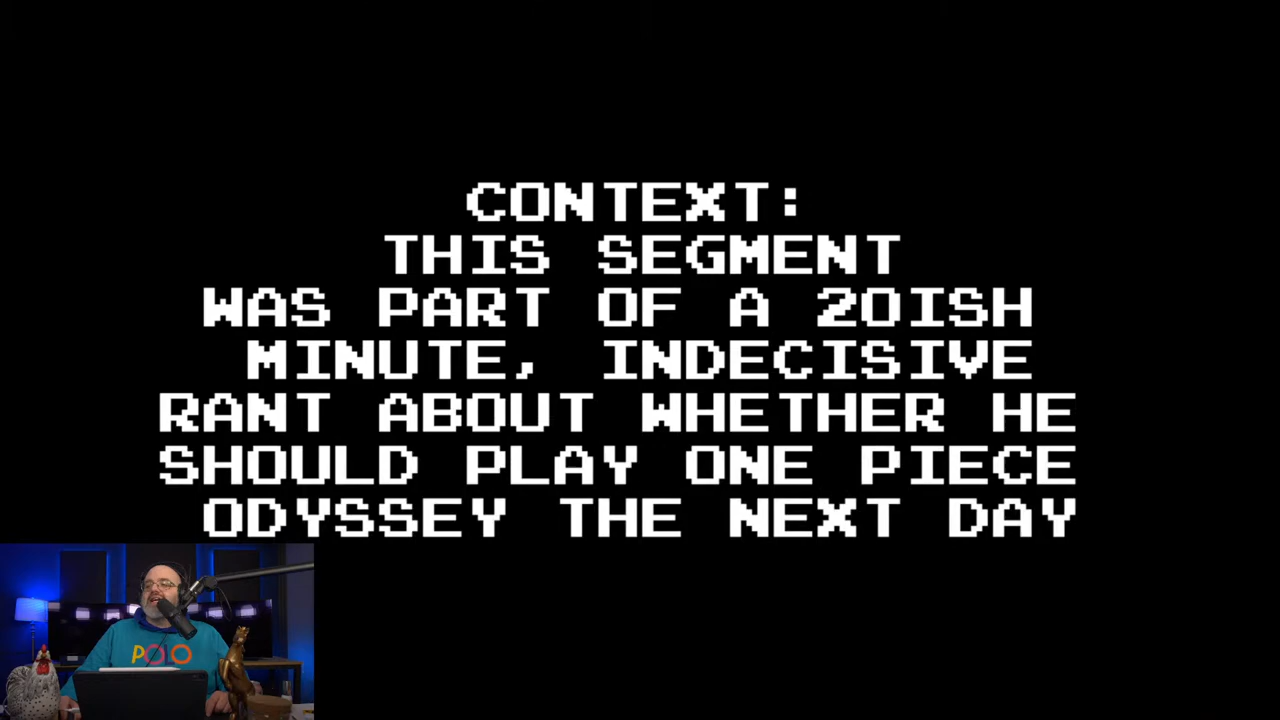 CONTEXT:
THIS SEGMENT
WAS PART OF A 20ISH
MINUTE, INDECISIVE
RANT ABOUT WHETHER HE
SHOULD PLAY ONE PIECE
ODYSSEY THE NEXT DAY
POLO